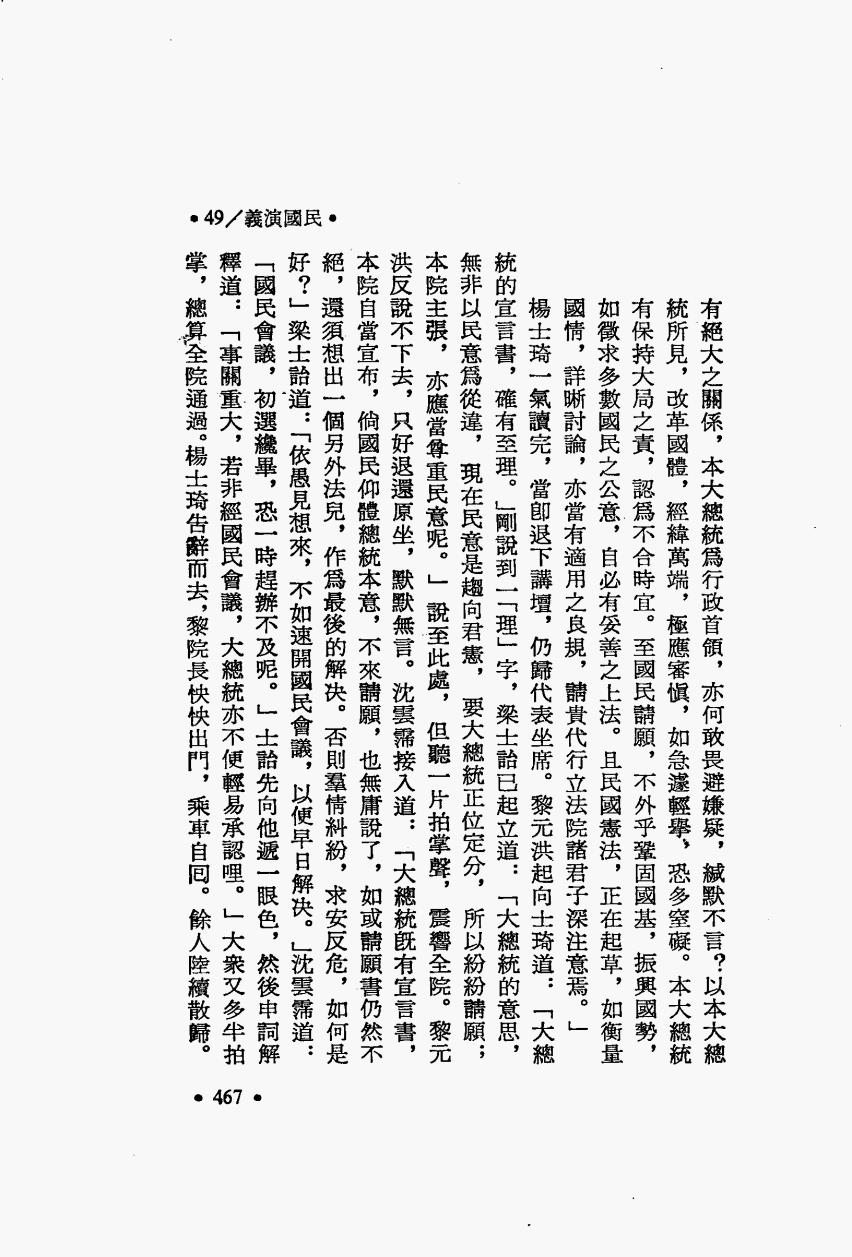 •49／義演國民•
有絕大之關係，本大總統爲行政首領，亦何敢畏避嫌疑，緘默不言？以本大總
統所見，改革國體，經緯萬端，極應審愼，如急遽輕擧，恐多窒礙。本大總統
有保持大局之責，認爲不合時宜。至國民請願，不外乎鞏固國基，振興國勢，
如徵求多數國民之公意，自必有妥善之上法。且民國憲法，正在起草，如衡量
國情，詳晰討論，亦當有適用之良規，請貴代行立法院諸君子深注意焉。」
楊士琦一氣讀完，當卽退下講壇，仍歸代表坐席。黎元洪起向士琦道：「大總
統的宣言書，確有至理。」剛說到一「理」字，梁士詒已起立道：「大總統的意思，
無非以民意爲從違，現在民意是趨向君憲，要大總統正位定分，所以紛紛請願；
本院主張，亦應當尊重民意呢。」說至此處，但聽一片拍掌聲，震響全院。黎元
洪反說不下去，只好退還原坐，默默無言。沈雲霈接入道：「大總統旣有宣言書，
本院自當宣布，倘國民仰體總統本意，不來請願，也無庸說了，如或請願書仍然不
絕，還須想出一個另外法兒，作爲最後的解决。否則羣情糾紛，求安反危，如何是
好？」梁士詒道：「依愚見想來，不如速開國民會議，以便早日解决。」沈雲霈道：
「國民會議，初選纔畢，恐一時趕辦不及呢。」士詒先向他遞一眼色，然後申詞解
釋道：「事關重大，若非經國民會議，大總統亦不便輕易承認哩。」大衆又多半拍
掌，總算全院通過。楊士琦告辭而去，黎院長怏怏出門，乘車自回。餘人陸續散歸。
•467•